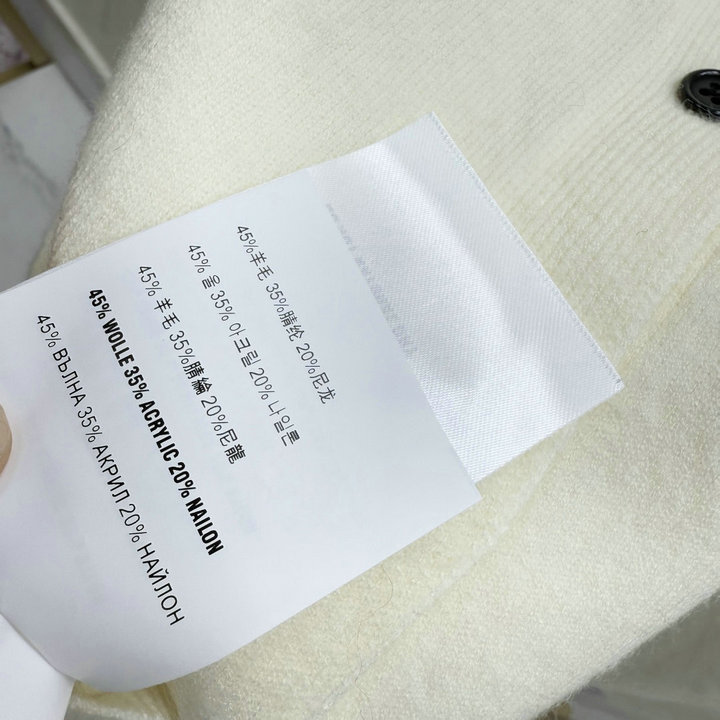 45%羊毛 35%腈纶 20%尼龙
45% 울 35% 아크릴 20% 나일론
45% 羊毛 35%腈綸 20%尼龍
45% WOLLE 35% ACRYLIC 20% NAILON
45% ВЪЛНА 35% АКРИЛ 20% НАЙЛОН